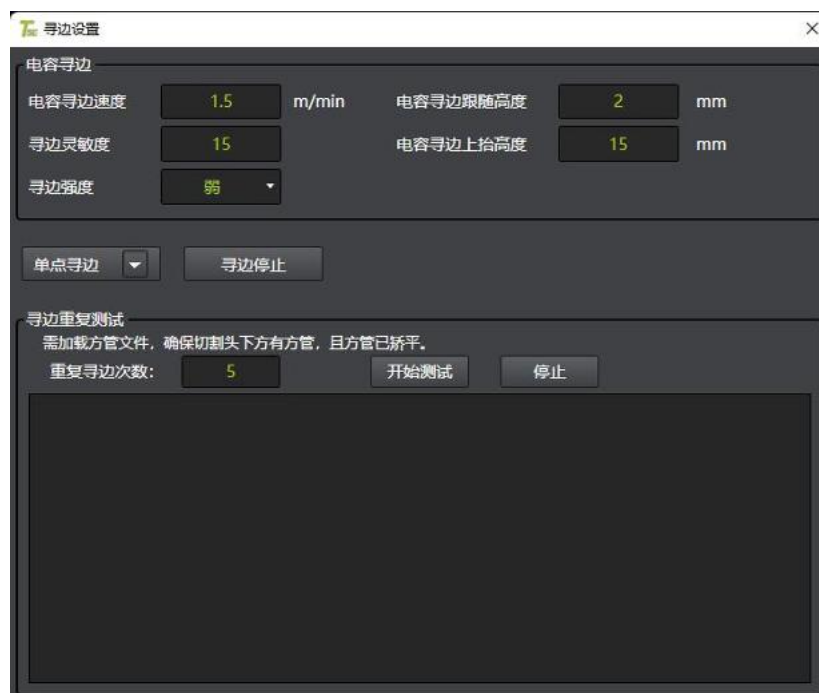 寻边设置
电容寻边
电容寻边速度 1.5 m/min 电容寻边跟随高度 2 mm
寻边灵敏度 15 电容寻边上抬高度 15 mm
寻边强度 弱
单点寻边 寻边停止
寻边重复测试
需加载方管文件，确保切割头下方有方管，且方管已矫平。
重复寻边次数: 5 开始测试 停止